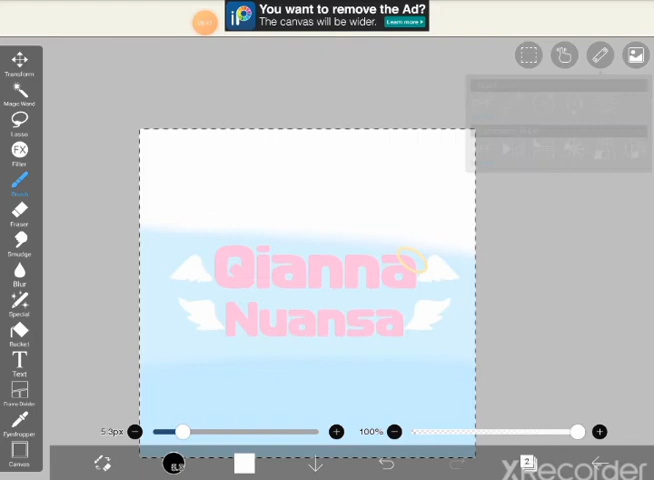 You want to remove the Ad?
The canvas will be wider.
Learn more
Transform
Magic Wand
Lasso
FX
Filter
Brush
Eraser
Smudge
Blur
Special
Bucket
T
Text
Frame Divider
Eyedropper
Canvas
Qianna
Nuansa
5.3px
100%
2
XRecorder